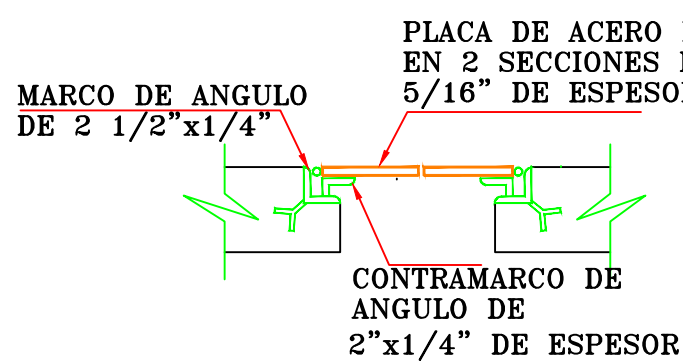 PLACA DE ACERO
EN 2 SECCIONES
5/16” DE ESPESOR
MARCO DE ANGULO
DE 2 1/2”x1/4”
CONTRAMARCO DE
ANGULO DE
2”x1/4” DE ESPESOR